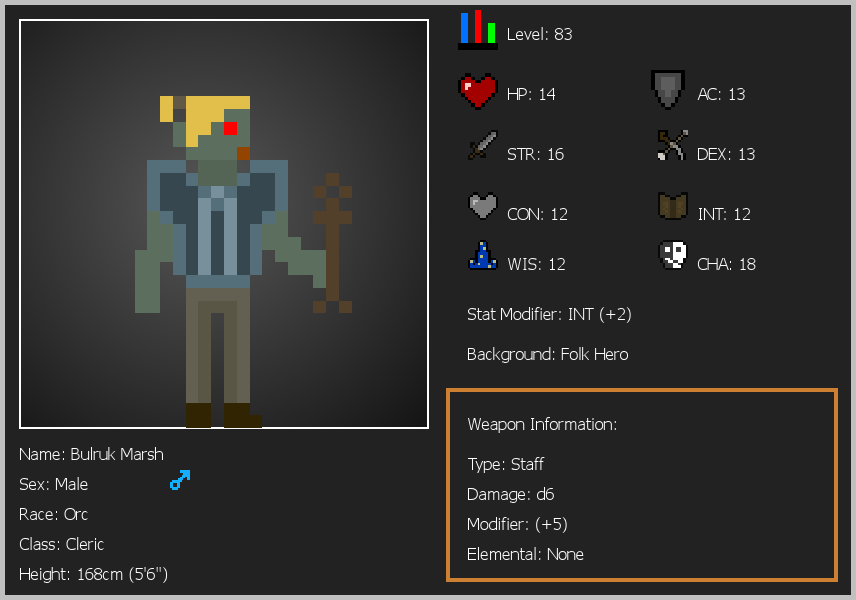 Level: 83
HP: 14
AC: 13
STR: 16
DEX: 13
CON: 12
INT: 12
WIS: 12
CHA: 18
Stat Modifier: INT (+2)
Background: Folk Hero
Weapon Information:
Type: Staff
Damage: d6
Modifier: (+5)
Elemental: None
Name: Bulruk Marsh
Sex: Male
Race: Orc
Class: Cleric
Height: 168cm (5'6")